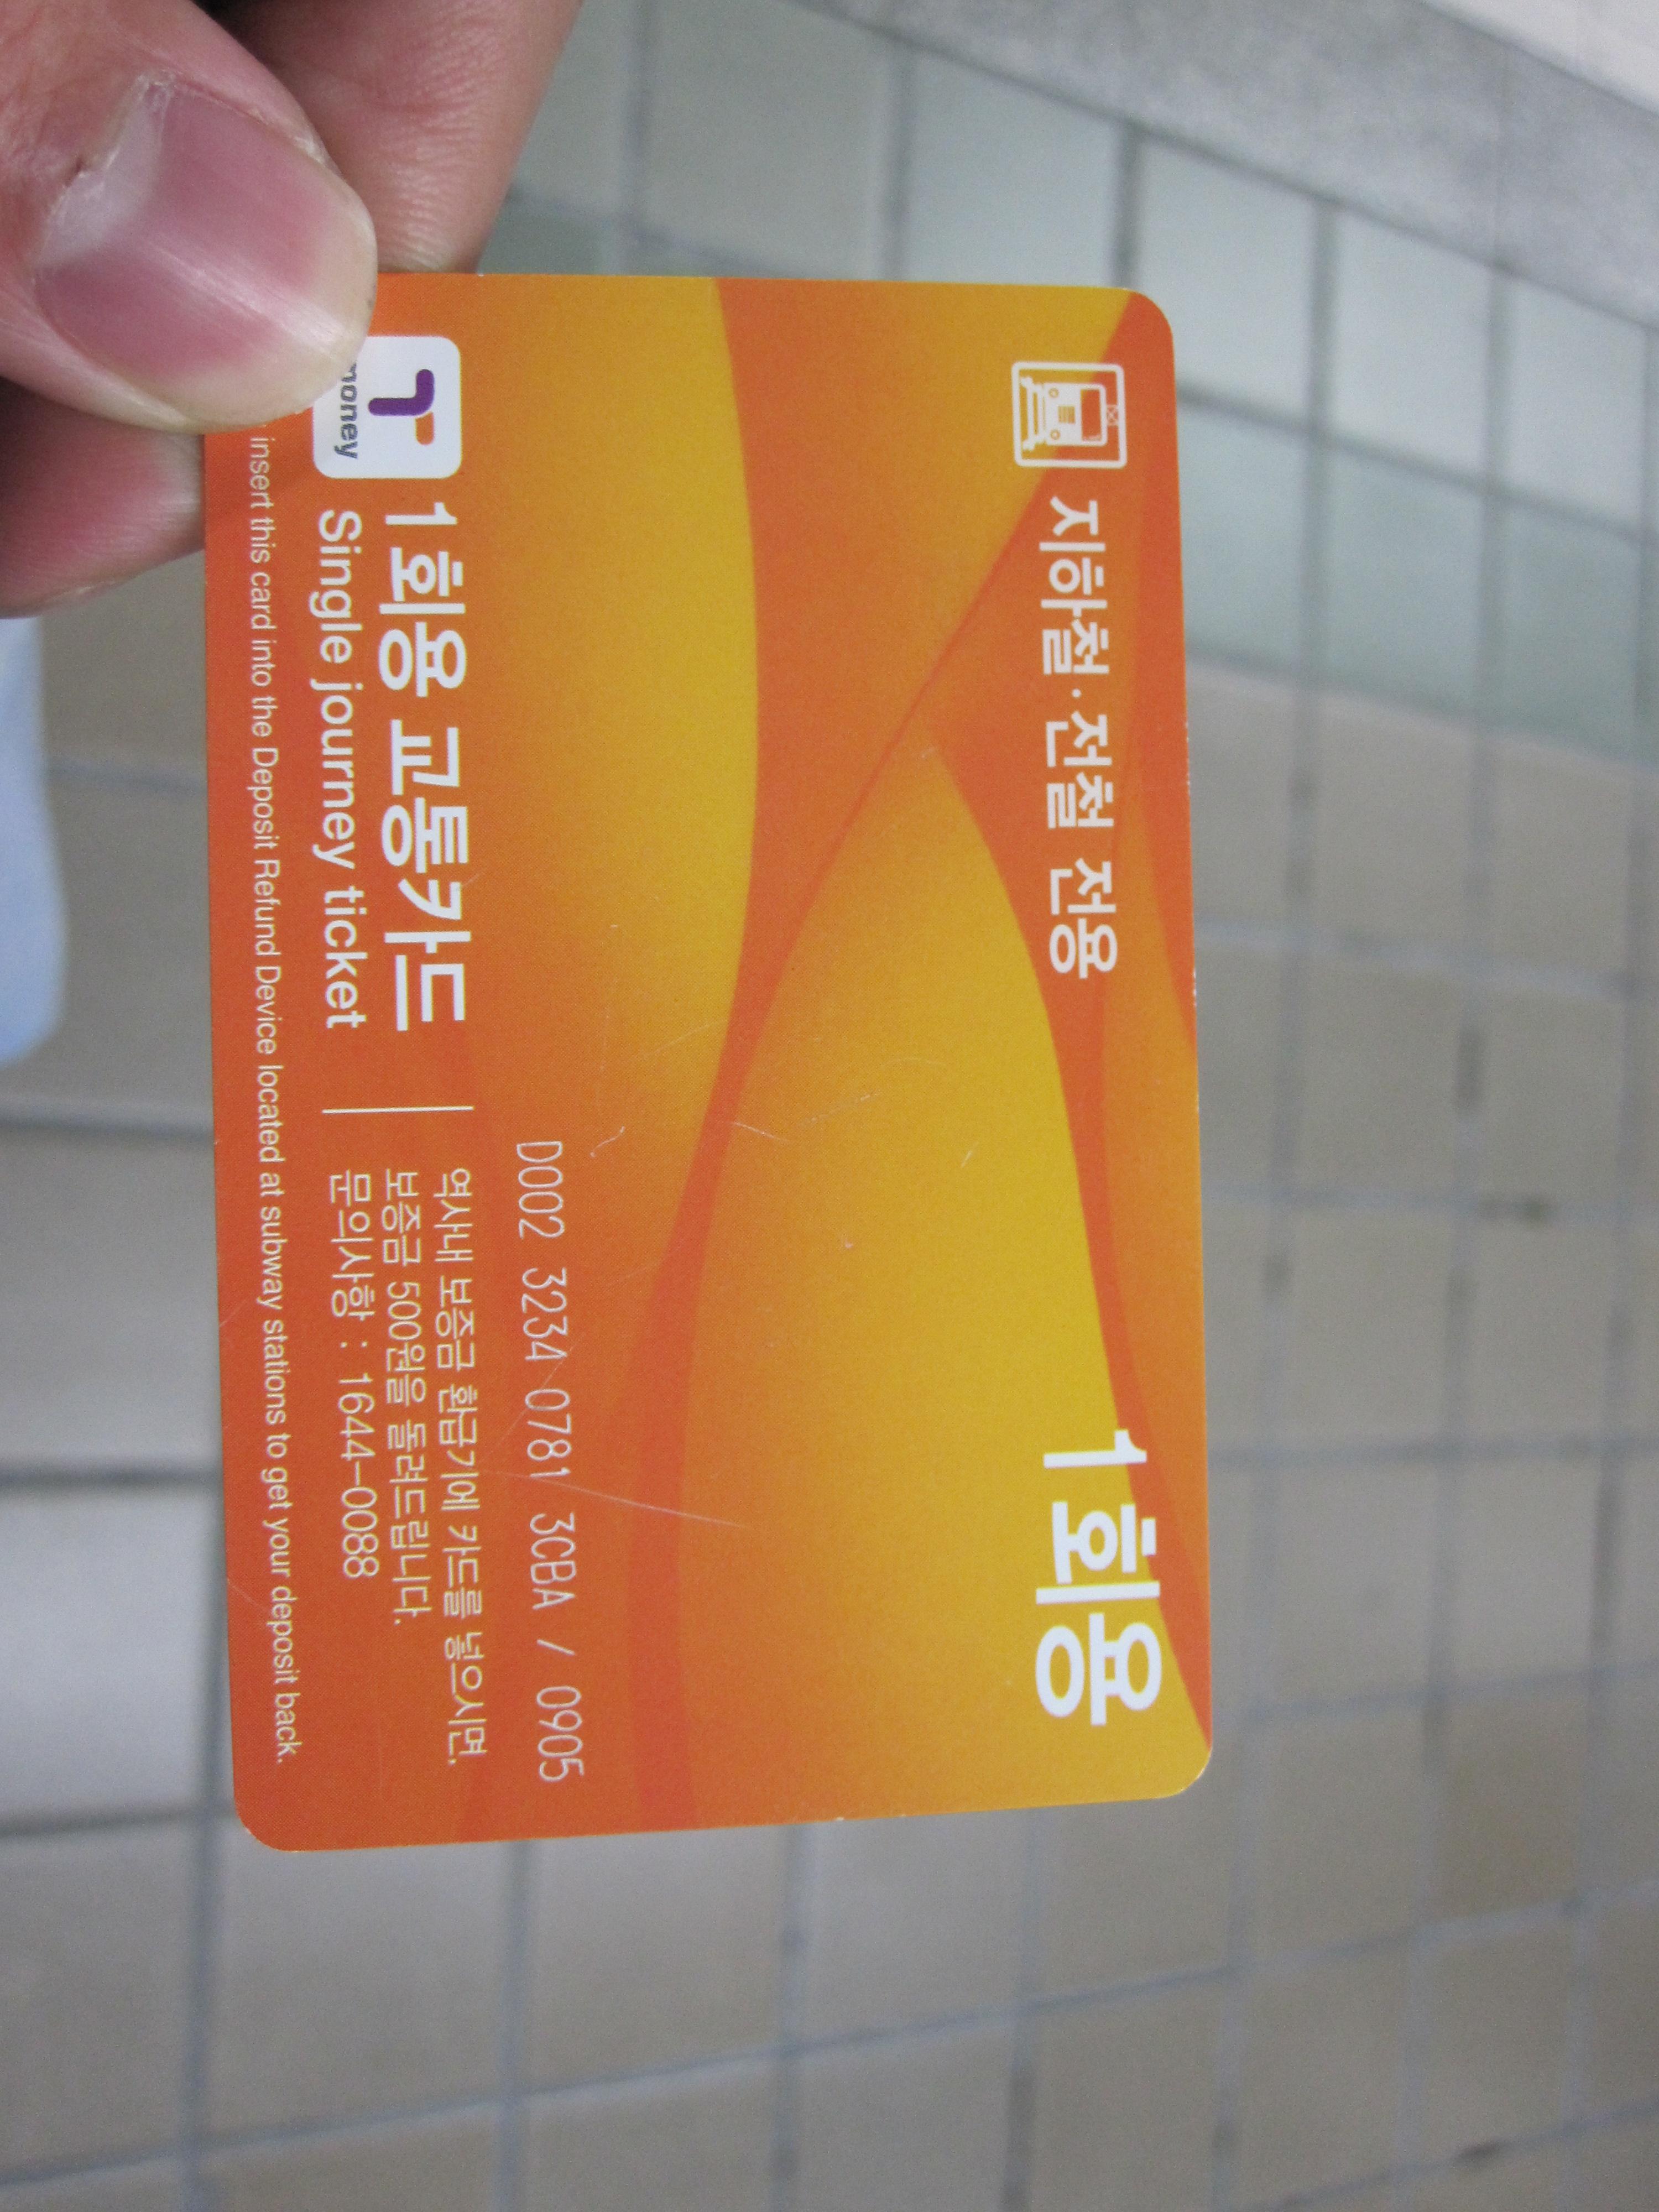 지하철·전철 전용
1회용
D002 3234 0781 3CBA / 0905
T
money
1회용 교통카드
Single journey ticket
역사내 보증금 환급기에 카드를 넣으시면,
보증금 500원을 돌려드립니다.
문의사항 : 1644-0088
insert this card into the Deposit Refund Device located at subway stations to get your deposit back.